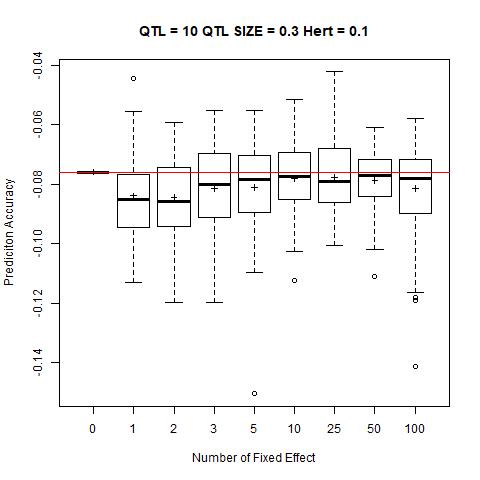 QTL = 10 QTL SIZE = 0.3 Hert = 0.1
-0.04
-0.06
-0.08
-0.10
-0.12
-0.14
Prediciton Accuracy
0 1 2 3 5 10 25 50 100
Number of Fixed Effect